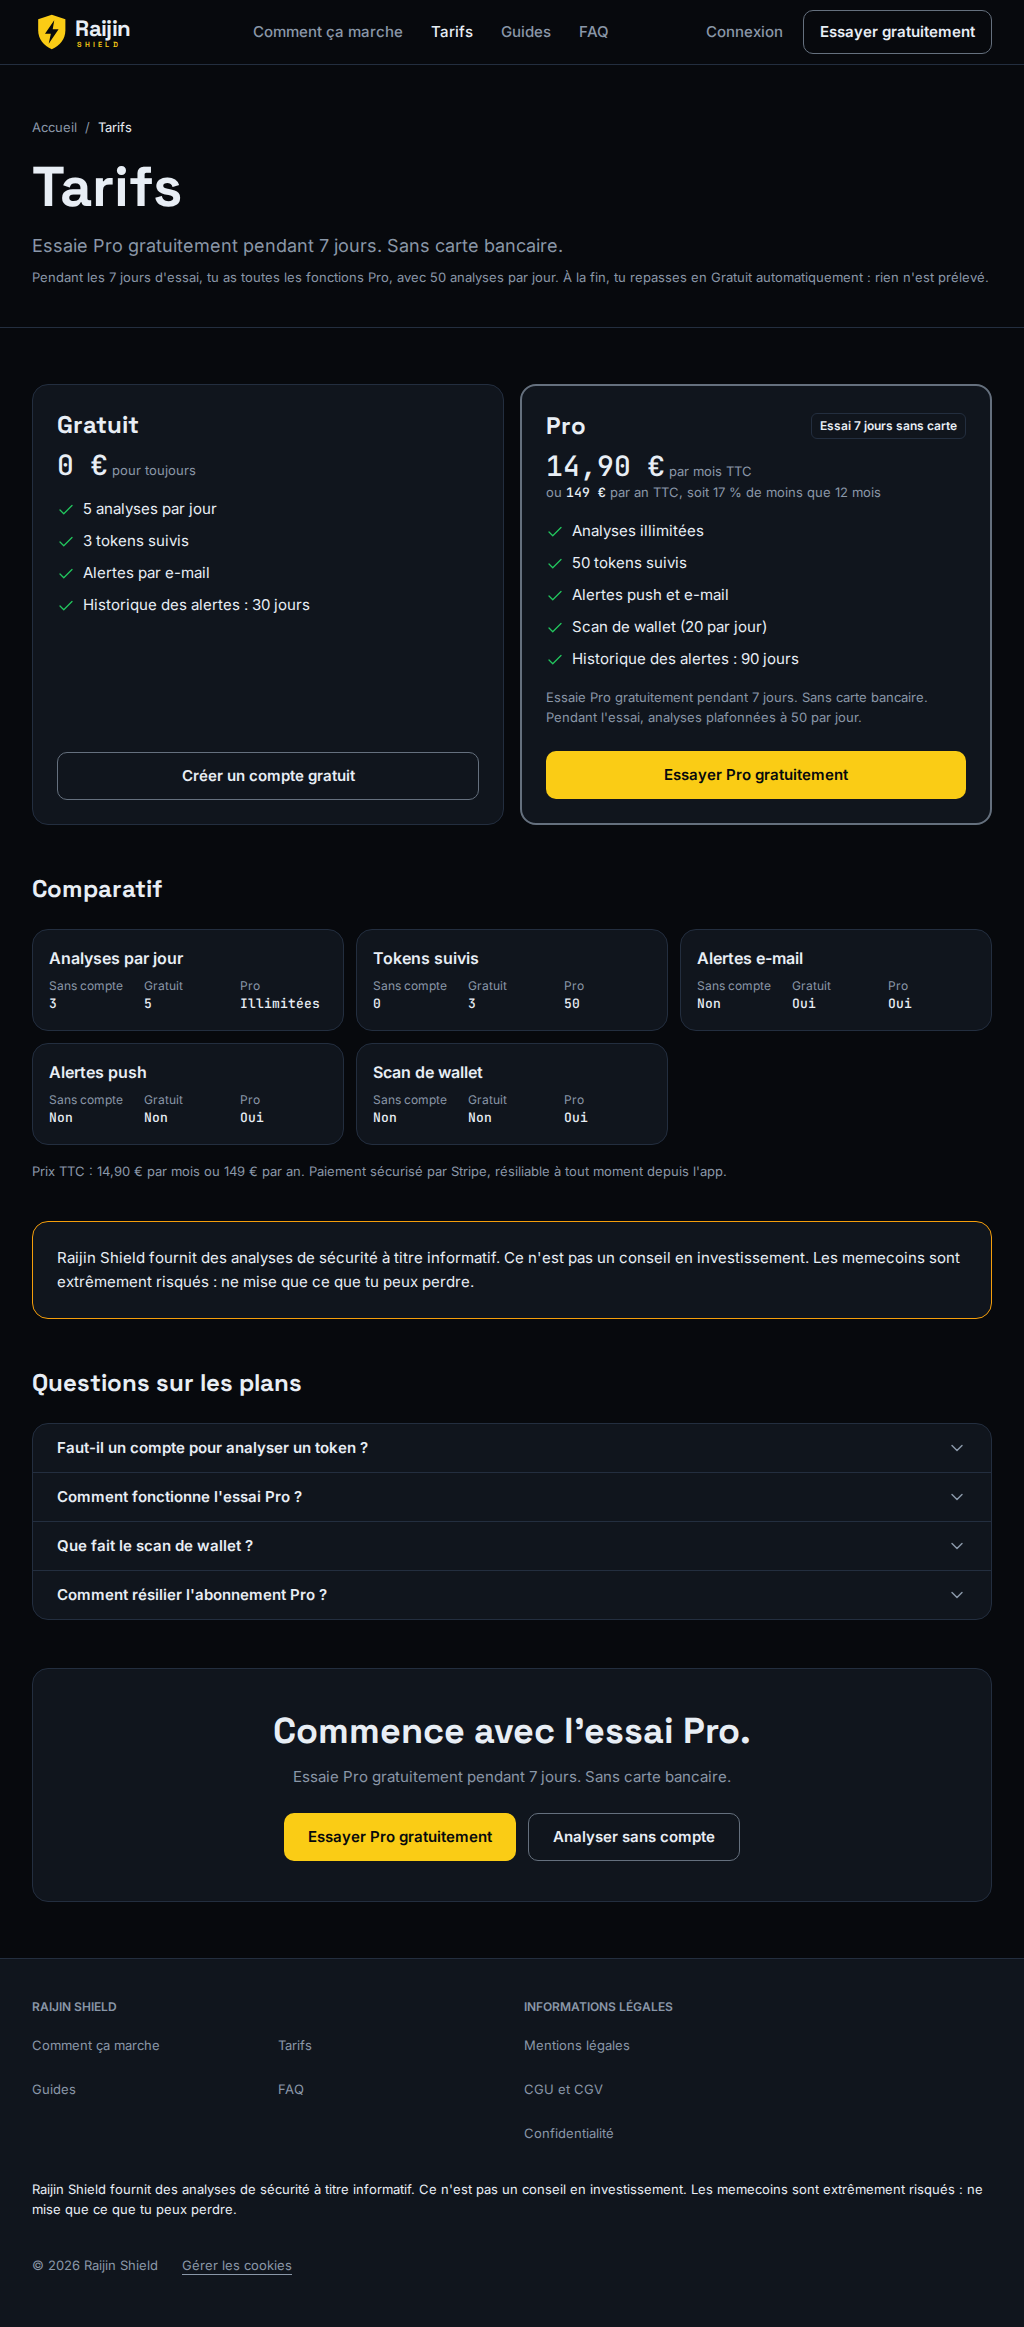 Raijin
SHIELD
Comment ça marche
Tarifs
Guides
FAQ
Connexion
Essayer gratuitement
Accueil / Tarifs
Tarifs
Essaie Pro gratuitement pendant 7 jours. Sans carte bancaire.
Pendant les 7 jours d'essai, tu as toutes les fonctions Pro, avec 50 analyses par jour. À la fin, tu repasses en Gratuit automatiquement : rien n'est prélevé.
Gratuit
0 € pour toujours
5 analyses par jour
3 tokens suivis
Alertes par e-mail
Historique des alertes : 30 jours
Créer un compte gratuit
Pro
Essai 7 jours sans carte
14,90 € par mois TTC
ou 149 € par an TTC, soit 17 % de moins que 12 mois
Analyses illimitées
50 tokens suivis
Alertes push et e-mail
Scan de wallet (20 par jour)
Historique des alertes : 90 jours
Essaie Pro gratuitement pendant 7 jours. Sans carte bancaire.
Pendant l'essai, analyses plafonnées à 50 par jour.
Essayer Pro gratuitement
Comparatif
Analyses par jour
Sans compte Gratuit Pro
3 5 Illimitées
Tokens suivis
Sans compte Gratuit Pro
0 3 50
Alertes e-mail
Sans compte Gratuit Pro
Non Oui Oui
Alertes push
Sans compte Gratuit Pro
Non Non Oui
Scan de wallet
Sans compte Gratuit Pro
Non Non Oui
Prix TTC : 14,90 € par mois ou 149 € par an. Paiement sécurisé par Stripe, résiliable à tout moment depuis l'app.
Raijin Shield fournit des analyses de sécurité à titre informatif. Ce n'est pas un conseil en investissement. Les memecoins sont
extrêmement risqués : ne mise que ce que tu peux perdre.
Questions sur les plans
Faut-il un compte pour analyser un token ?
Comment fonctionne l'essai Pro ?
Que fait le scan de wallet ?
Comment résilier l'abonnement Pro ?
Commence avec l’essai Pro.
Essaie Pro gratuitement pendant 7 jours. Sans carte bancaire.
Essayer Pro gratuitement
Analyser sans compte
RAIJIN SHIELD
Comment ça marche
Tarifs
Guides
FAQ
INFORMATIONS LÉGALES
Mentions légales
CGU et CGV
Confidentialité
Raijin Shield fournit des analyses de sécurité à titre informatif. Ce n'est pas un conseil en investissement. Les memecoins sont extrêmement risqués : ne
mise que ce que tu peux perdre.
© 2026 Raijin Shield
Gérer les cookies